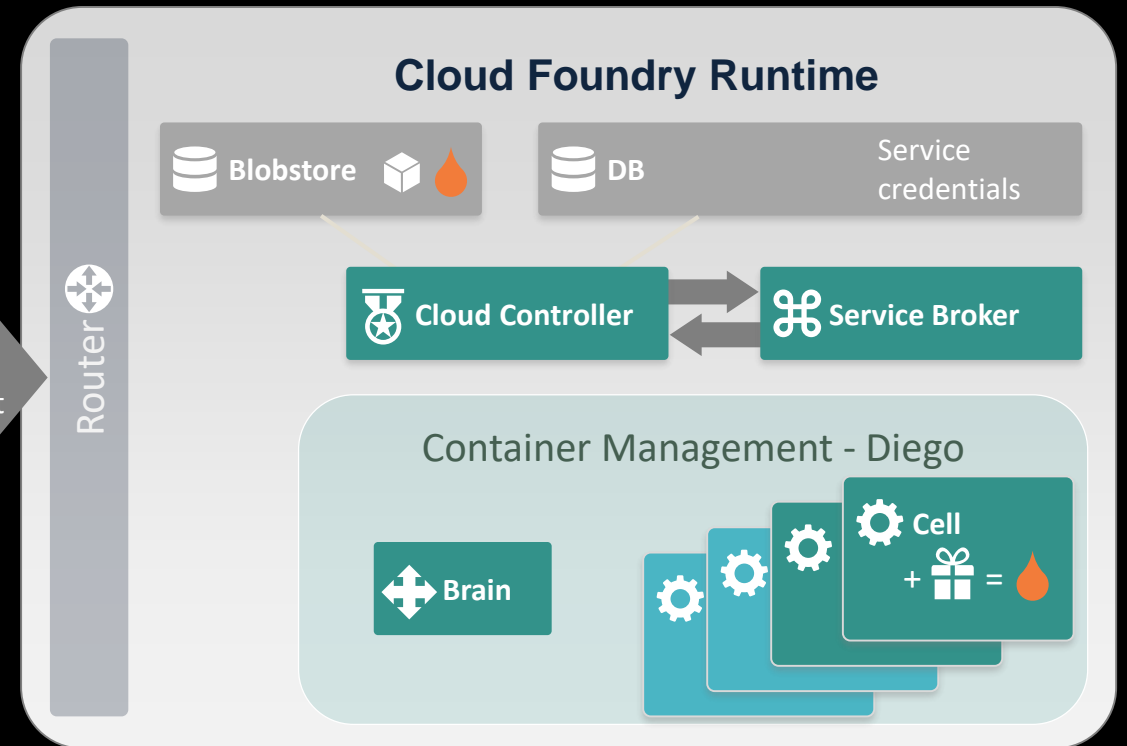 Cloud Foundry Runtime
Blobstore
DB
Service
credentials
Router
Cloud Controller
Service Broker
Container Management - Diego
Cell
+ =
Brain